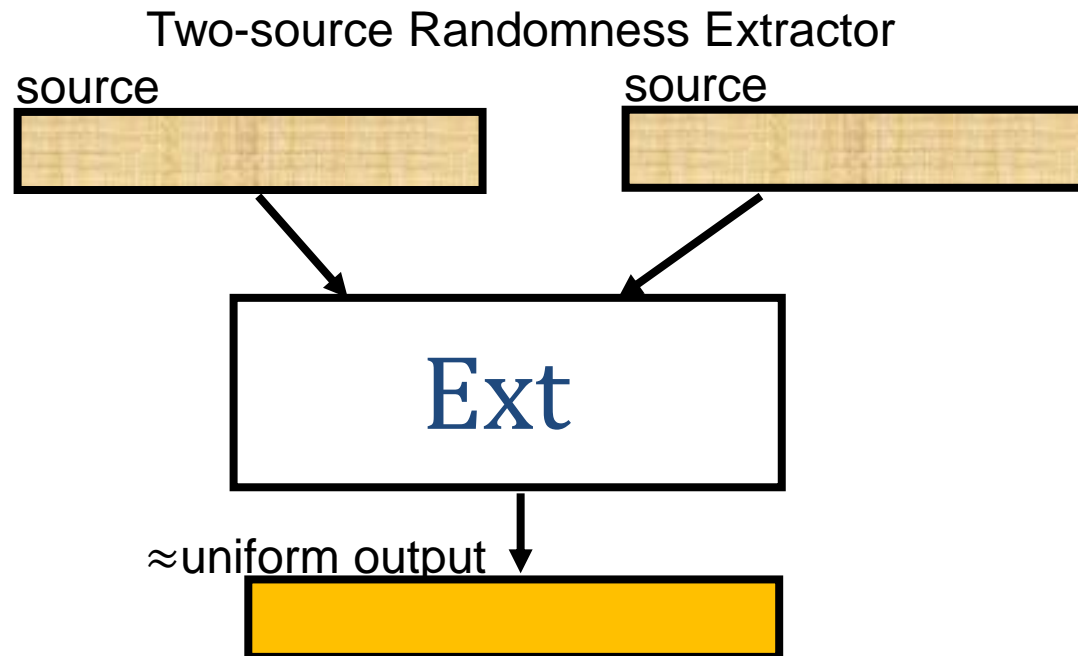 Two-source Randomness Extractor
source
source
Ext
≈uniform output